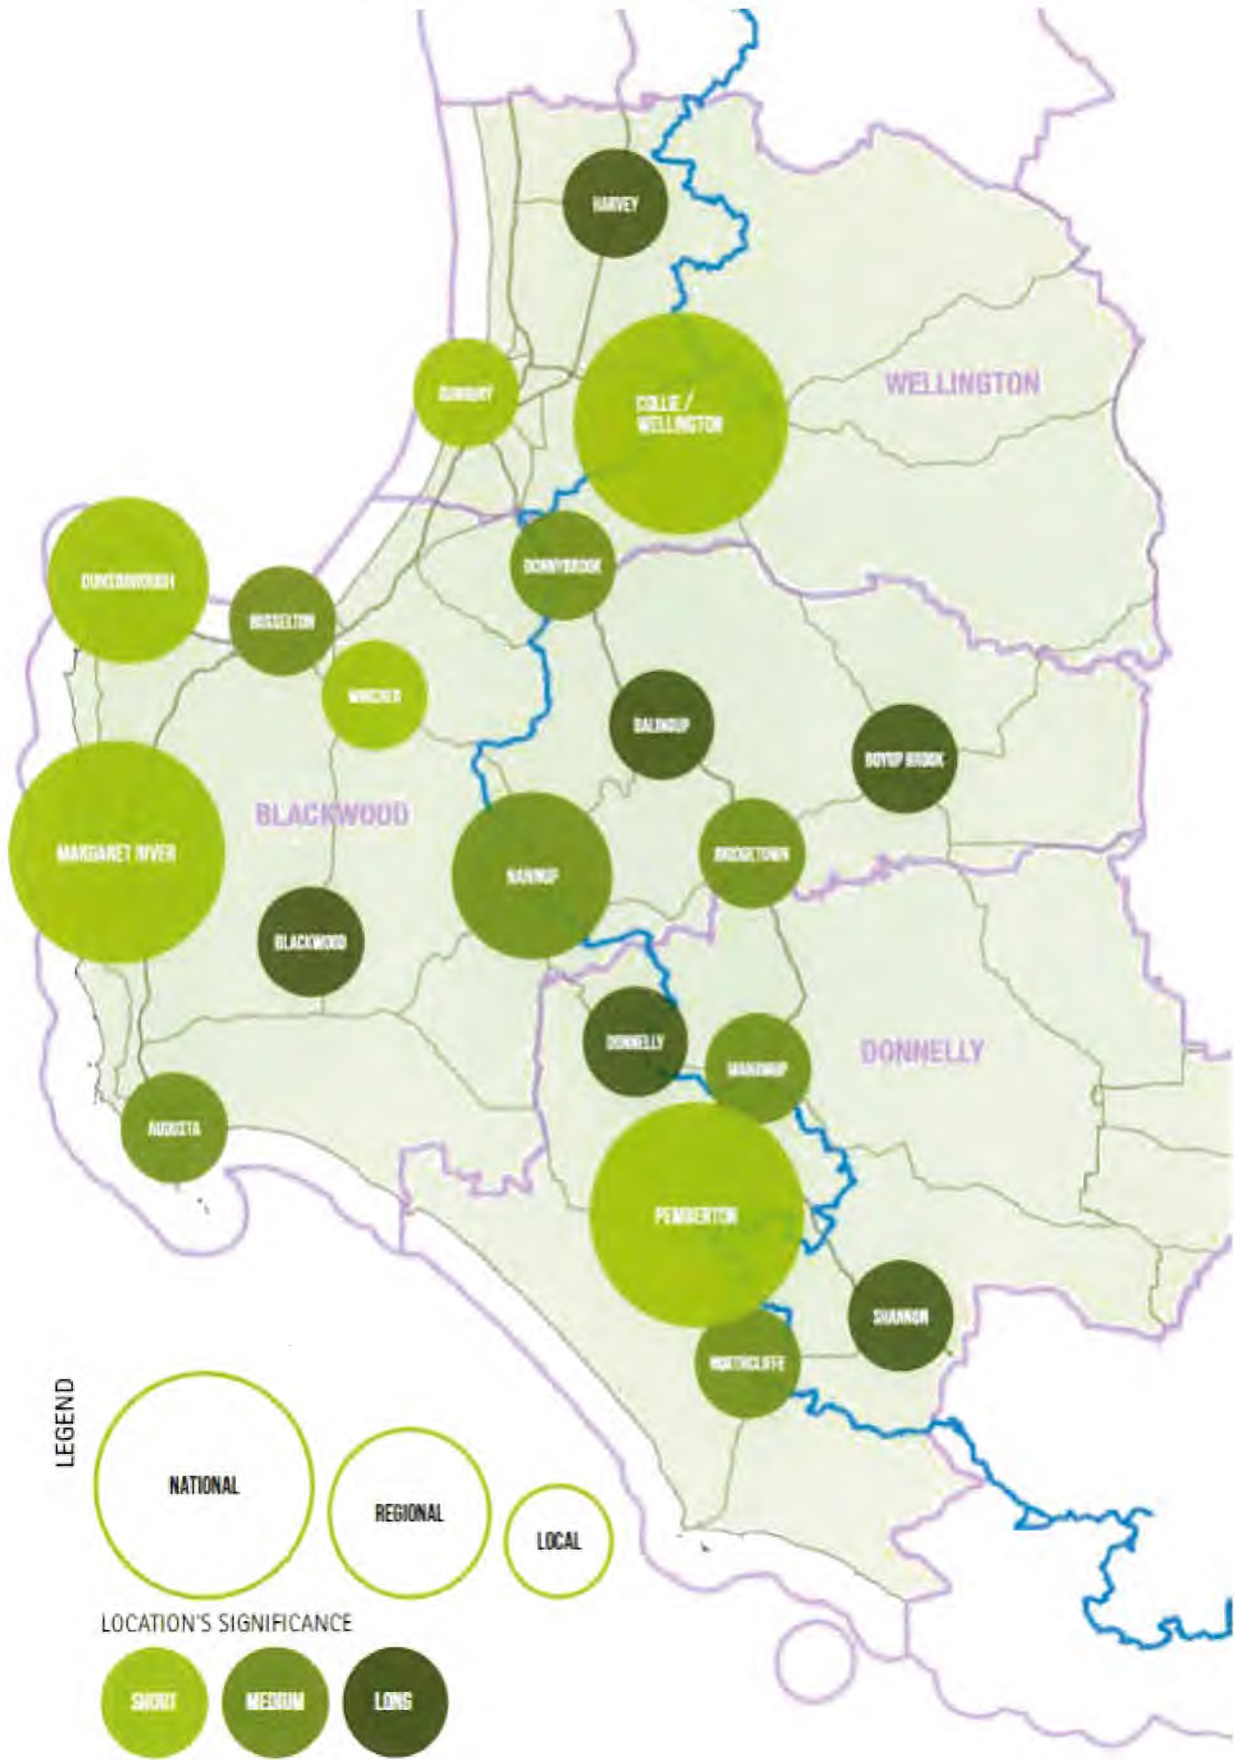 HARVEY
BUNBURY
COLLIE /
WELLINGTON
WELLINGTON
DUNSBOROUGH
BUSSELTON
DONNYBROOK
WHICHER
BALINGUP
BOYUP BROOK
BLACKWOOD
MARGARET RIVER
NANNUP
BRIDGETOWN
BLACKWOOD
DONNELLY
MANJIMUP
DONNELLY
AUGUSTA
PEMBERTON
SHANNON
NORTHCLIFFE
LEGEND
NATIONAL
REGIONAL
LOCAL
LOCATION'S SIGNIFICANCE
SHORT
MEDIUM
LONG